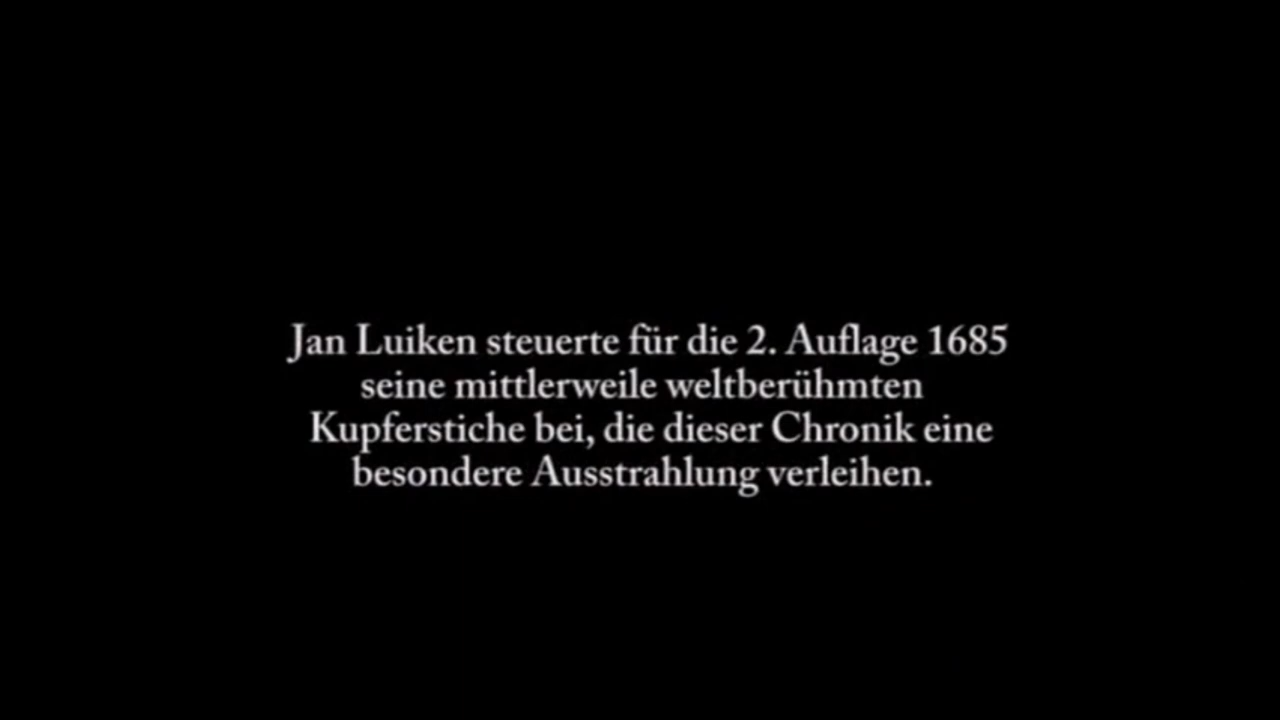 Jan Luiken steuerte für die 2. Auflage 1685
seine mittlerweile weltberühmten
Kupferstiche bei, die dieser Chronik eine
besondere Ausstrahlung verleihen.